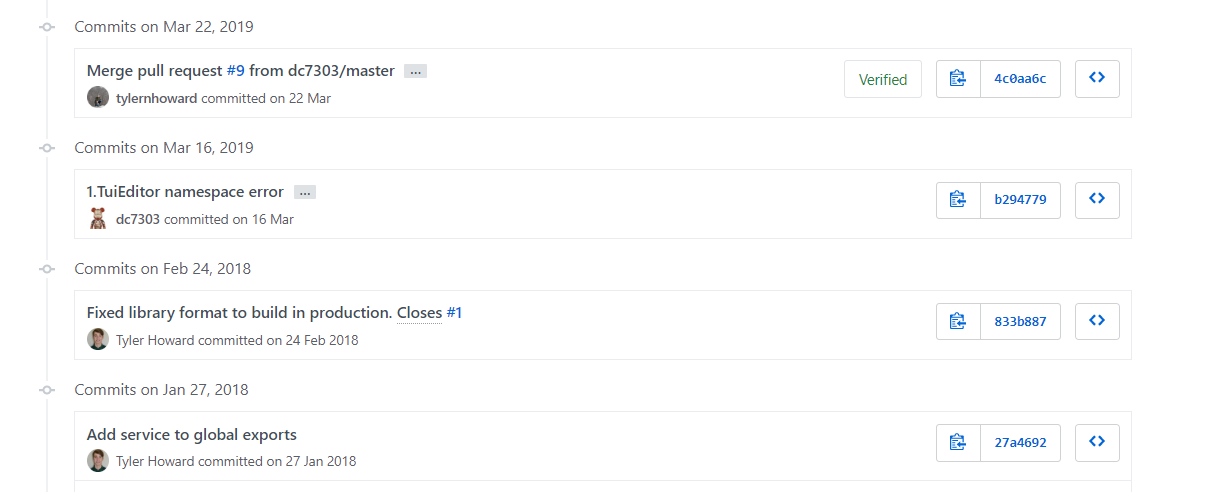 Commits on Mar 22, 2019
Merge pull request #9 from dc7303/master ...
Verified
4c0aa6c
tylernhoward committed on 22 Mar
Commits on Mar 16, 2019
1.TuiEditor namespace error ...
b294779
dc7303 committed on 16 Mar
Commits on Feb 24, 2018
Fixed library format to build in production. Closes #1
833b887
Tyler Howard committed on 24 Feb 2018
Commits on Jan 27, 2018
Add service to global exports
27a4692
Tyler Howard committed on 27 Jan 2018